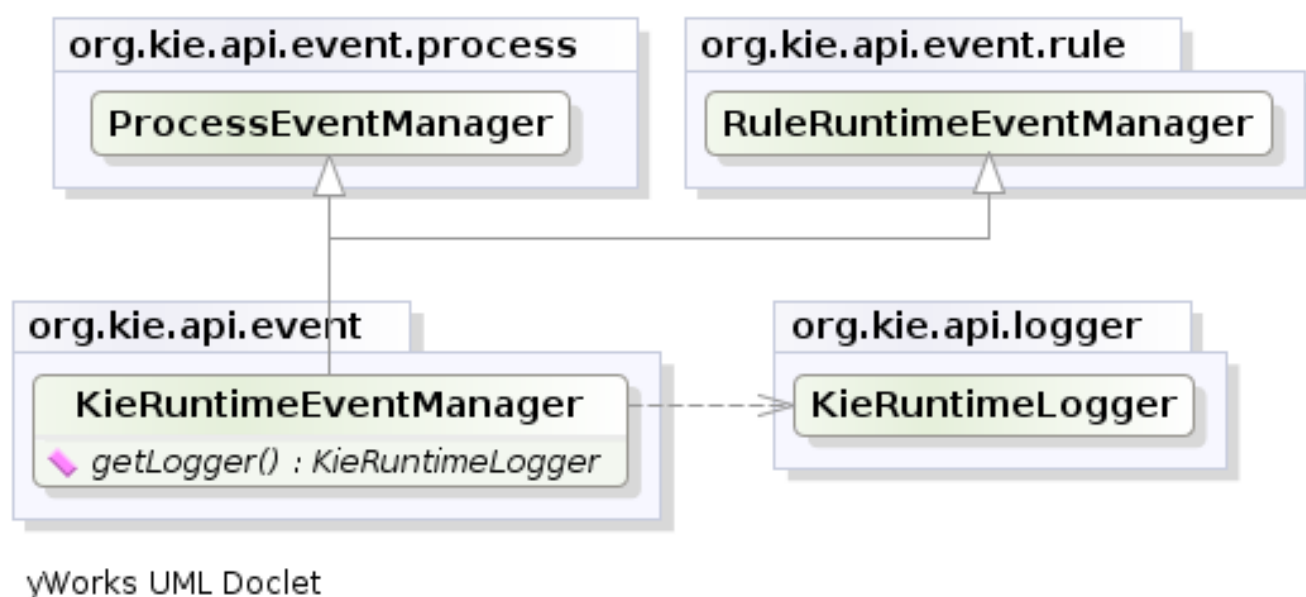 org.kie.api.event.process
ProcessEventManager
org.kie.api.event.rule
RuleRuntimeEventManager
org.kie.api.event
KieRuntimeEventManager
getLogger() : KieRuntimeLogger
org.kie.api.logger
KieRuntimeLogger
yWorks UML Doclet